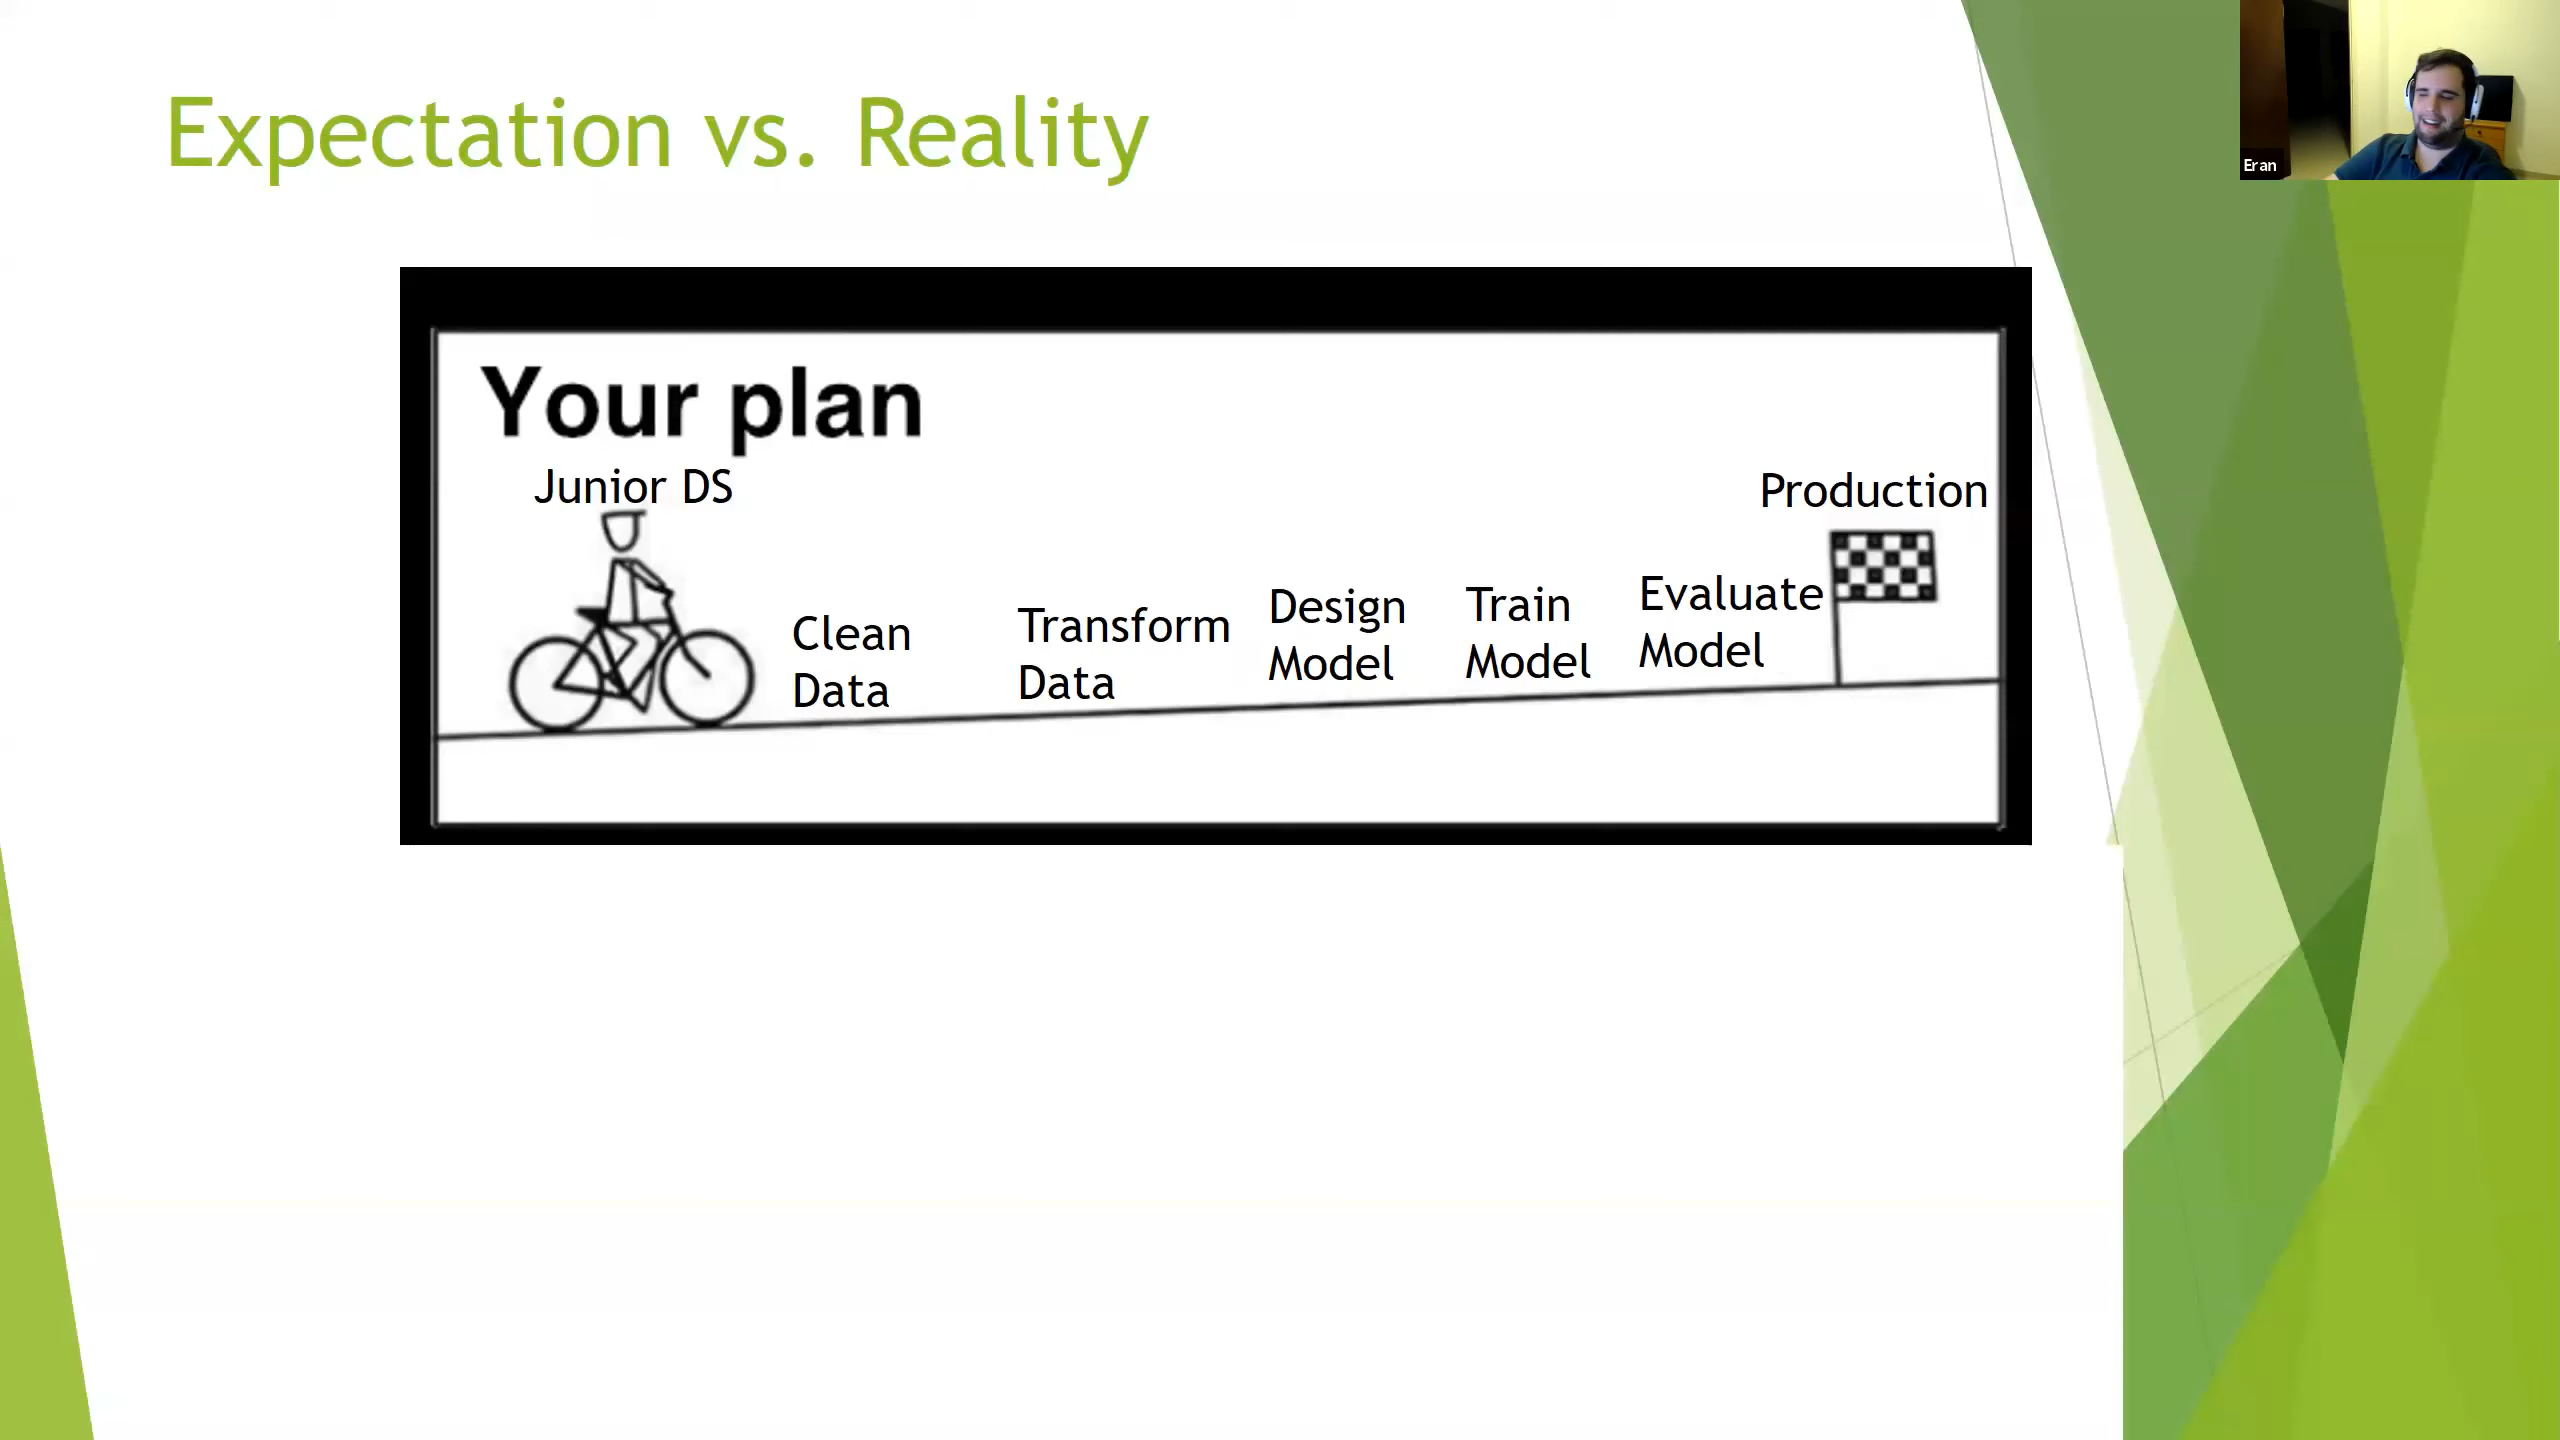 Expectation vs. Reality
Eran
Your plan
Junior DS
Production
Clean
Data
Transform
Data
Design
Model
Train
Model
Evaluate
Model